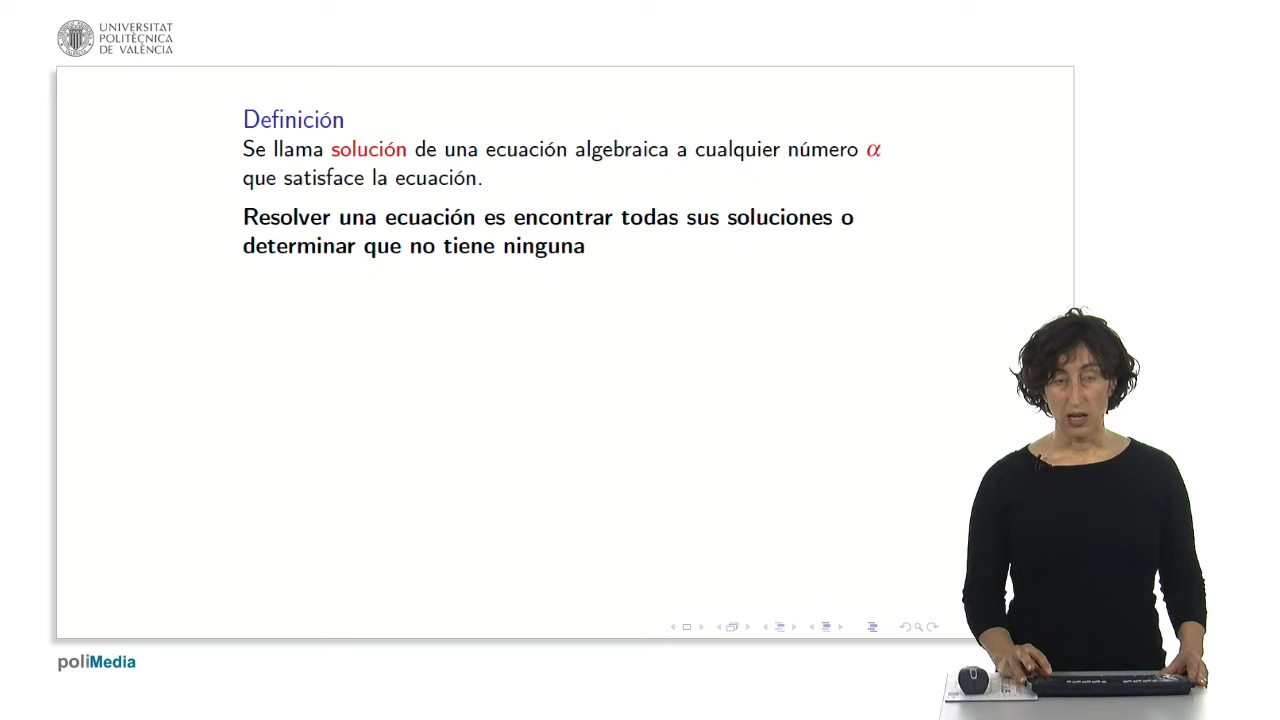 UNIVERSITAT
POLITÈCNICA
DE VALÈNCIA
Definición
Se llama solución de una ecuación algebraica a cualquier número α
que satisface la ecuación.
Resolver una ecuación es encontrar todas sus soluciones o
determinar que no tiene ninguna
poliMedia